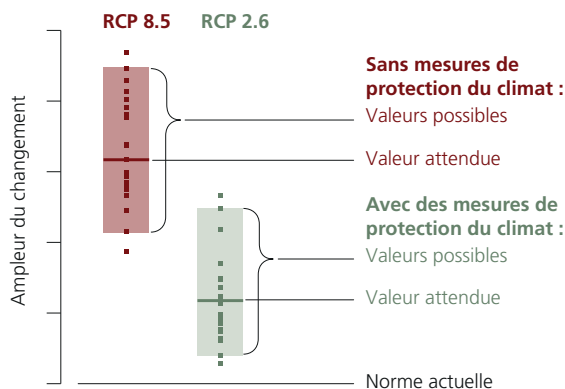 RCP 8.5
RCP 2.6
Ampleur du changement
Sans mesures de
protection du climat :
Valeurs possibles
Valeur attendue
Avec des mesures de
protection du climat :
Valeurs possibles
Valeur attendue
Norme actuelle